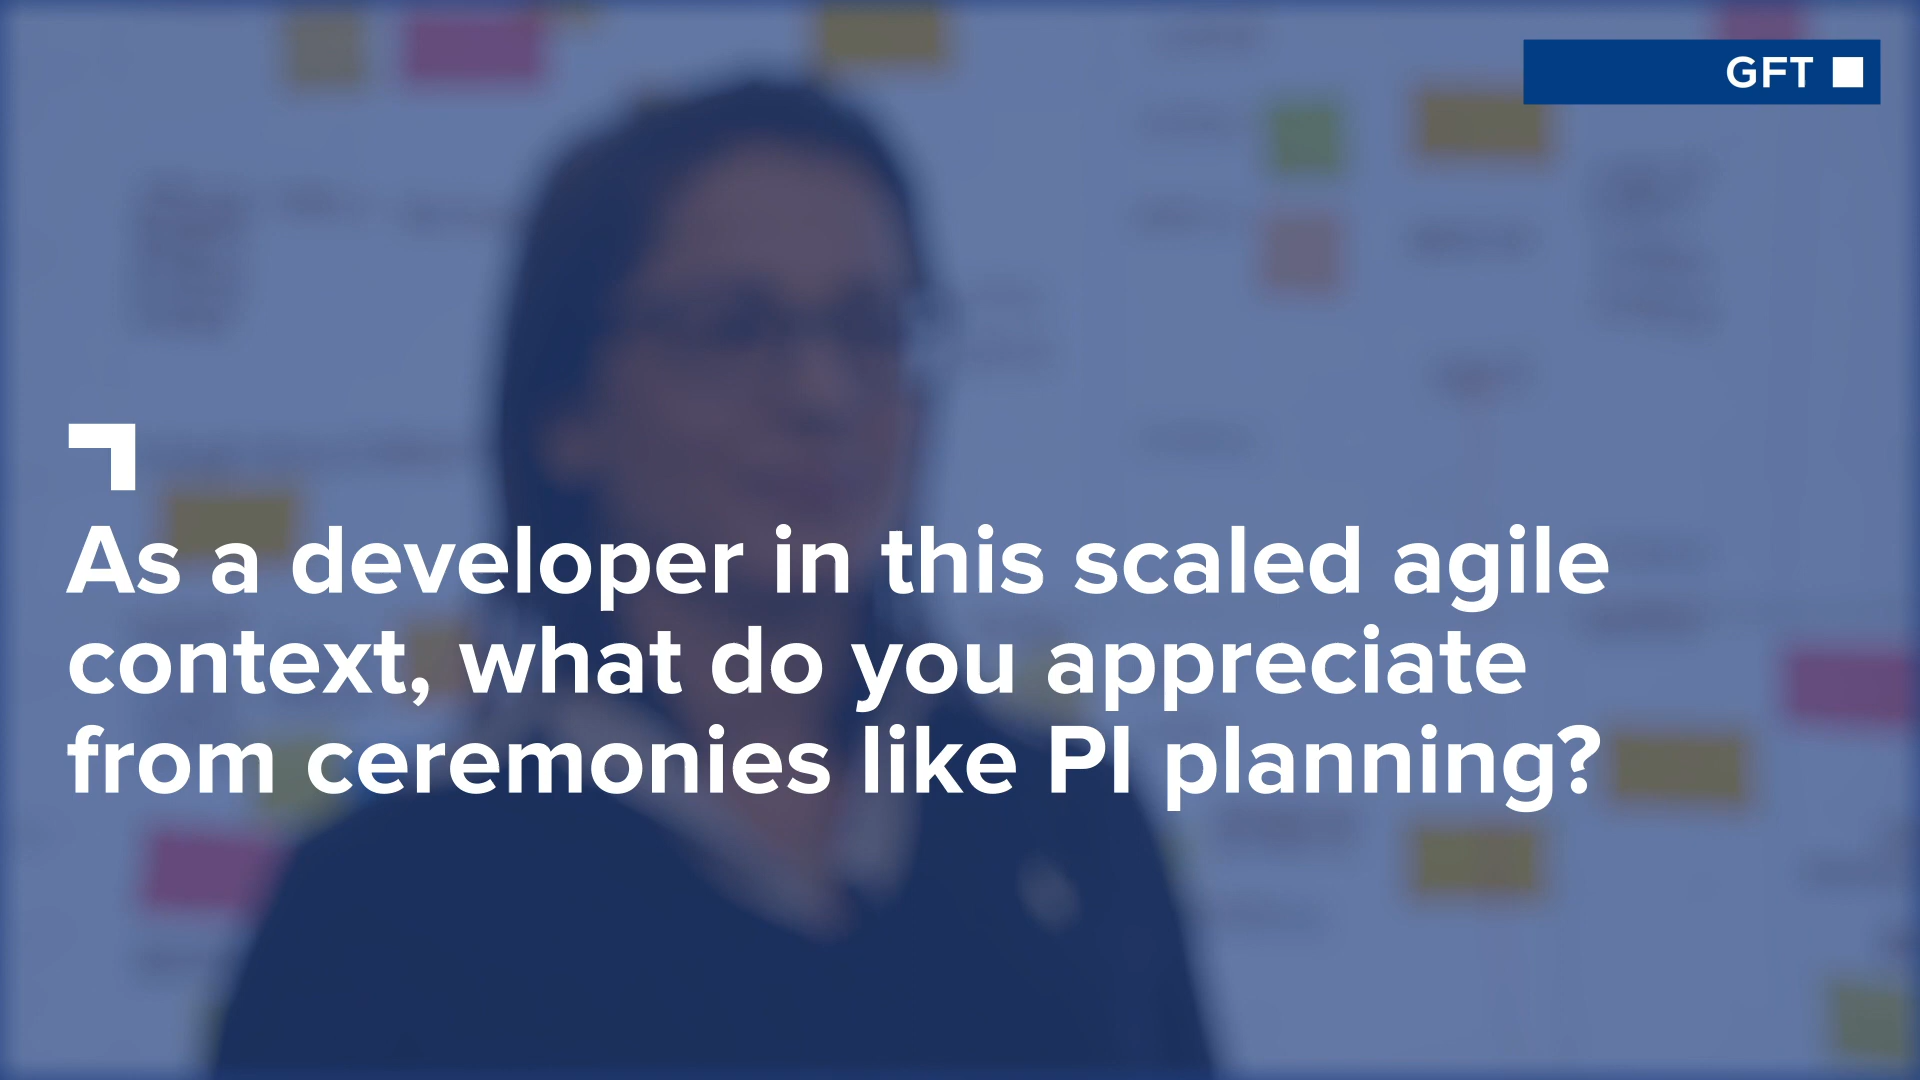 GFT
As a developer in this scaled agile
context, what do you appreciate
from ceremonies like PI planning?